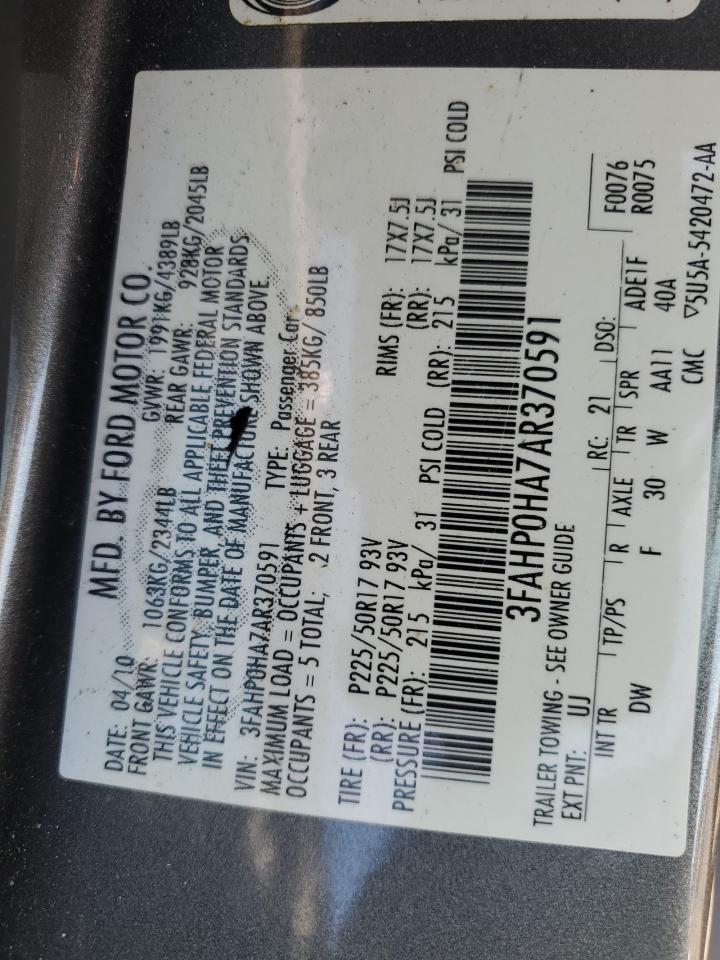 MFD. BY FORD MOTOR CO.
DATE: 04/10 GVWR: 1991KG/4389LB
FRONT GAWR: 1063KG/2344LB REAR GAWR: 928KG/2045LB
THIS VEHICLE CONFORMS TO ALL APPLICABLE FEDERAL MOTOR
VEHICLE SAFETY, BUMPER, AND THEFT PREVENTION STANDARDS
IN EFFECT ON THE DATE OF MANUFACTURE SHOWN ABOVE.
VIN: 3FAHP0HA7AR370591 TYPE: Passenger Car
MAXIMUM LOAD = OCCUPANTS + LUGGAGE = 385KG/ 850LB
OCCUPANTS = 5 TOTAL; 2 FRONT, 3 REAR
TIRE (FR): P225/50R17 93V RIMS (FR): 17X7.5J
(RR): P225/50R17 93V (RR): 17X7.5J
PRESSURE (FR): 215 kPa/ 31 PSI COLD (RR): 215 kPa/ 31 PSI COLD
3FAHP0HA7AR370591
TRAILER TOWING - SEE OWNER GUIDE
EXT PNT: UJ RC: 21 DSO: F0076
R0075
INT TR TP/PS R AXLE TR SPR ADE1F
DW F 30 W AA11 40A
CMC ▽5U5A-5420472-AA